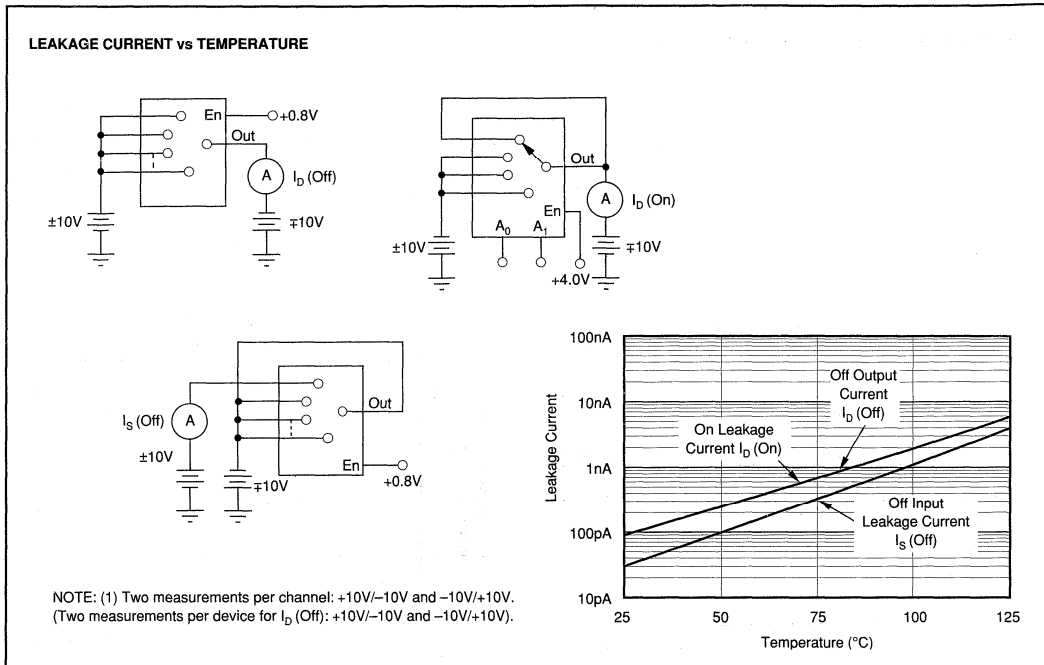 LEAKAGE CURRENT vs TEMPERATURE
En
+0.8V
Out
A
I_D (Off)
±10V
∓10V
Out
A
I_D (On)
En
A_0
A_1
±10V
∓10V
+4.0V
I_S (Off)
A
Out
±10V
∓10V
En
+0.8V
Leakage Current
100nA
10nA
1nA
100pA
10pA
Off Output
Current
I_D (Off)
On Leakage
Current I_D (On)
Off Input
Leakage Current
I_S (Off)
25
50
75
100
125
Temperature (°C)
NOTE: (1) Two measurements per channel: +10V/–10V and –10V/+10V.
(Two measurements per device for I_D (Off): +10V/–10V and –10V/+10V).